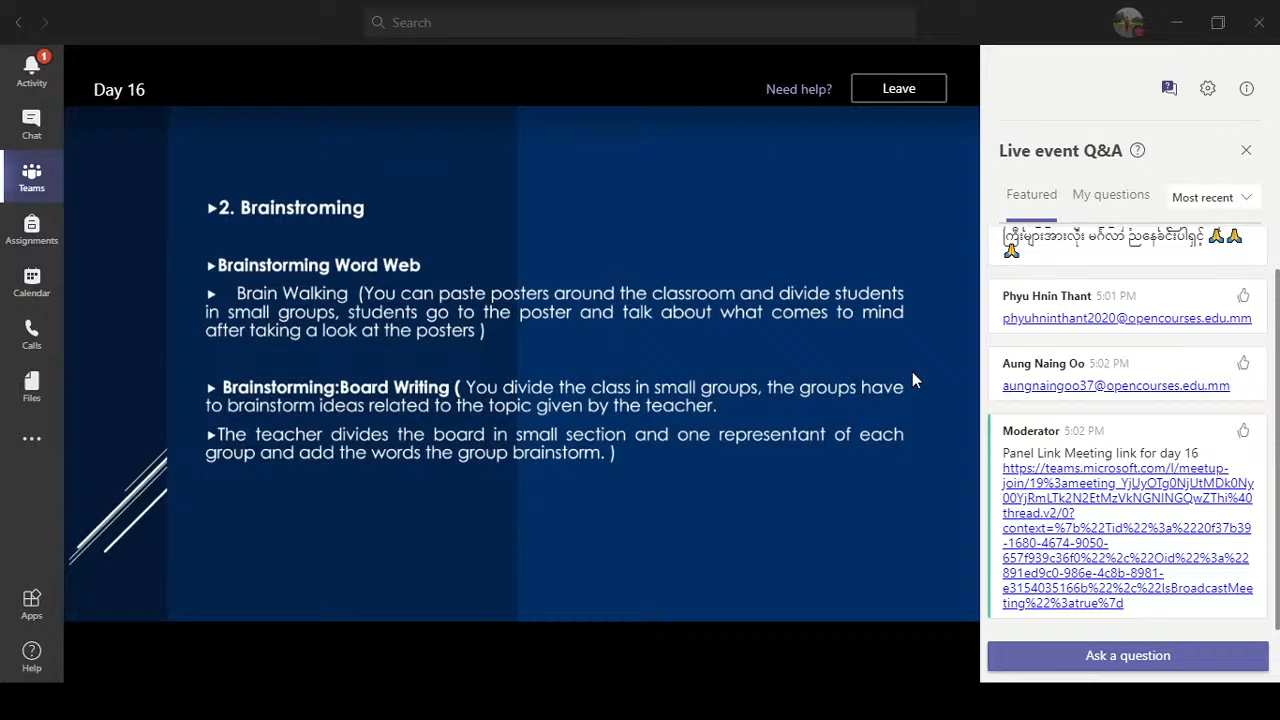 Search
1
Activity
Chat
Teams
Assignments
Calendar
Calls
Files
Apps
Help
Day 16
Need help?
Leave
▶2. Brainstroming
▶Brainstorming Word Web
▶ Brain Walking (You can paste posters around the classroom and divide students
in small groups, students go to the poster and talk about what comes to mind
after taking a look at the posters )
▶ Brainstorming:Board Writing ( You divide the class in small groups, the groups have
to brainstorm ideas related to the topic given by the teacher.
▶The teacher divides the board in small section and one representant of each
group and add the words the group brainstorm. )
Live event Q&A
Featured
My questions
Most recent
🙏🙏
🙏
Phyu Hnin Thant 5:01 PM
phyuhninthant2020@opencourses.edu.mm
Aung Naing Oo 5:02 PM
aungnaingoo37@opencourses.edu.mm
Moderator 5:02 PM
Panel Link Meeting link for day 16
https://teams.microsoft.com/l/meetup-
join/19%3ameeting_YjUyOTg0NjUtMDk0Ny
00YjRmLTk2N2EtMzVkNGNlNGQwZThi%40
thread.v2/0?
context=%7b%22Tid%22%3a%2220f37b39
-1680-4674-9050-
657f939c36f0%22%2c%22Oid%22%3a%22
891ed9c0-986e-4c8b-8981-
e3154035166b%22%2c%22IsBroadcastMee
ting%22%3atrue%7d
Ask a question